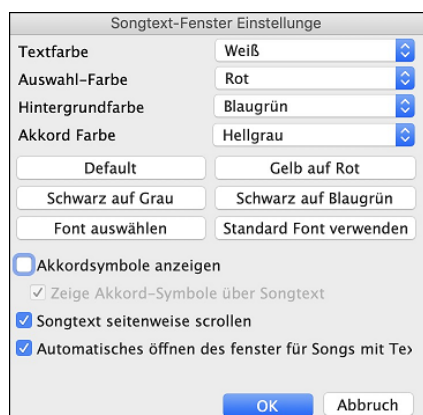 Songtext-Fenster Einstellunge
Textfarbe Weiß
Auswahl-Farbe Rot
Hintergrundfarbe Blaugrün
Akkord Farbe Hellgrau
Default Gelb auf Rot
Schwarz auf Grau Schwarz auf Blaugrün
Font auswählen Standard Font verwenden
Akkordsymbole anzeigen
Zeige Akkord-Symbole über Songtext
Songtext seitenweise scrollen
Automatisches öffnen des fenster für Songs mit Tex
OK Abbruch